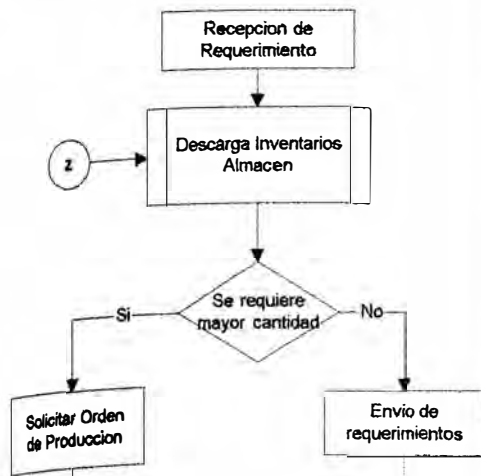 Recepcion de
Requerimiento
Descarga Inventarios
Almacen
z
Se requiere
mayor cantidad
Si
No
Solicitar Orden
de Produccion
Envio de
requerimientos